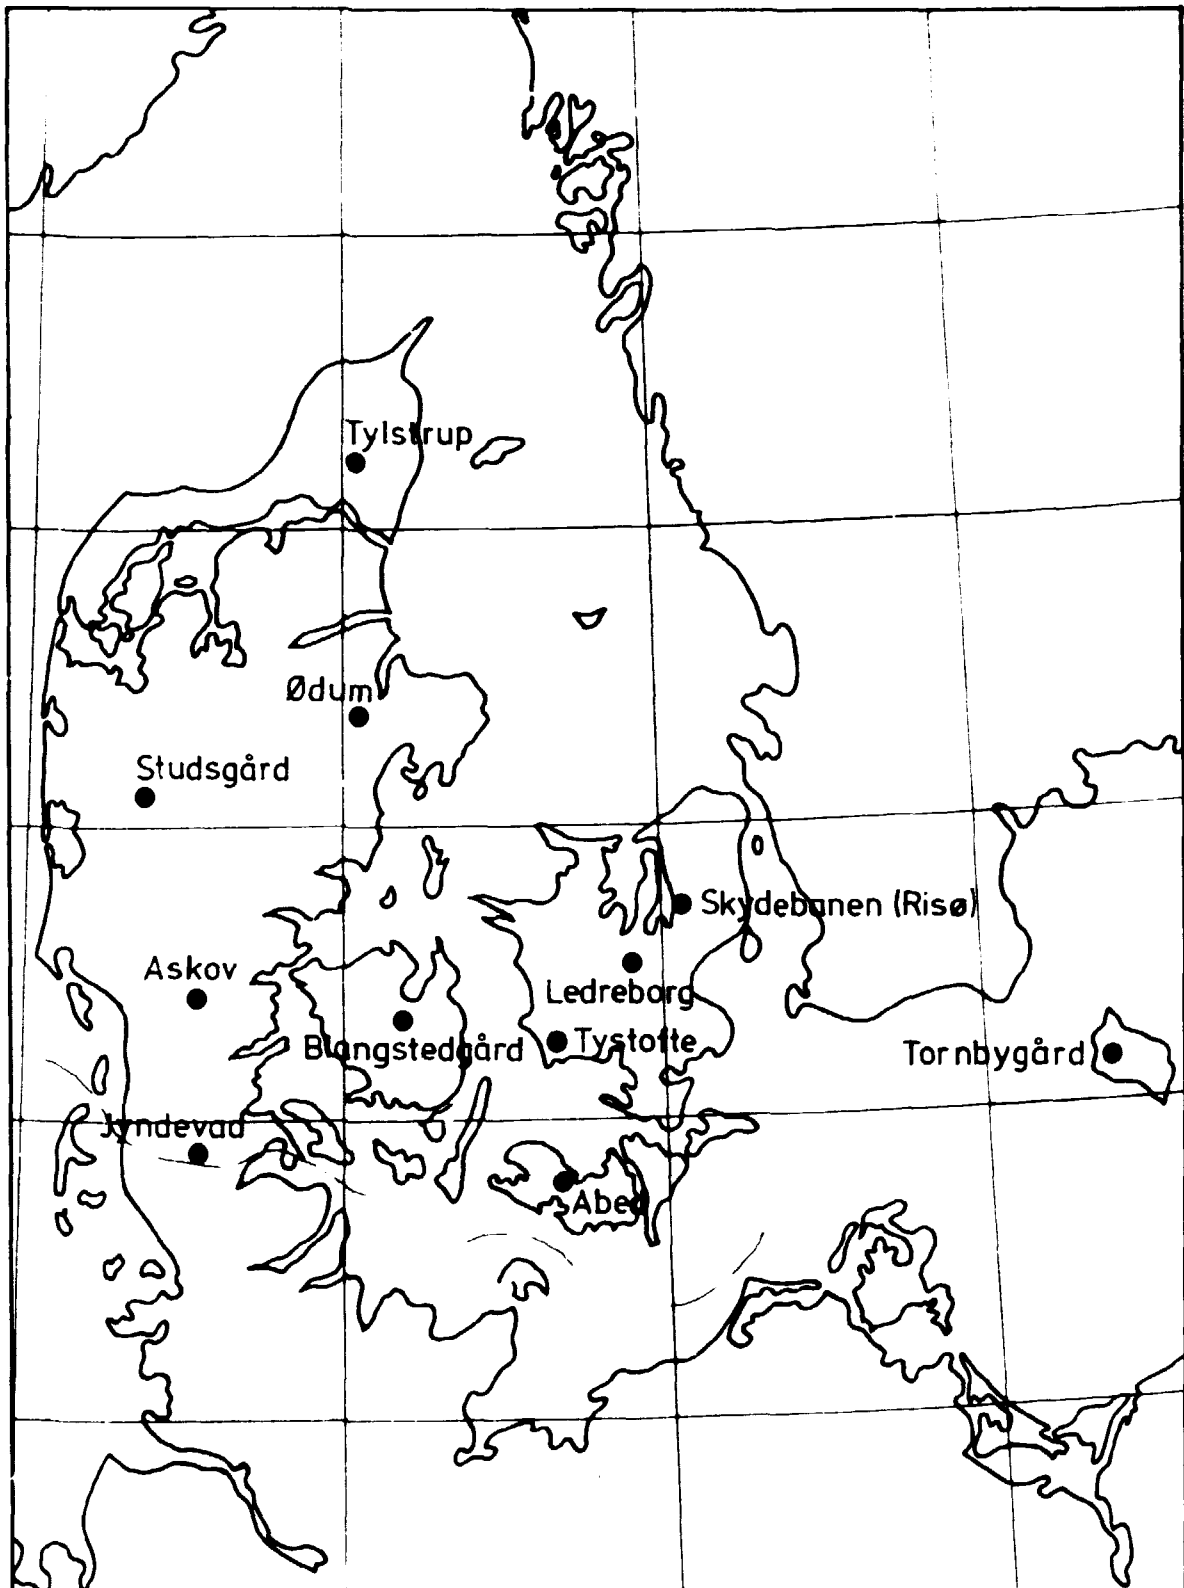 Tylstrup
Ødum
Studsgård
Skydebanen (Risø)
Askov
Ledreborg
Blangstedgård
Tystofte
Tornbygård
Jyndevad
Abed